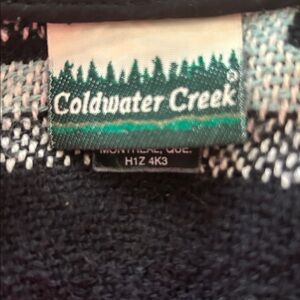 Coldwater Creek®
MONTREAL, QUE.
H1Z 4K3